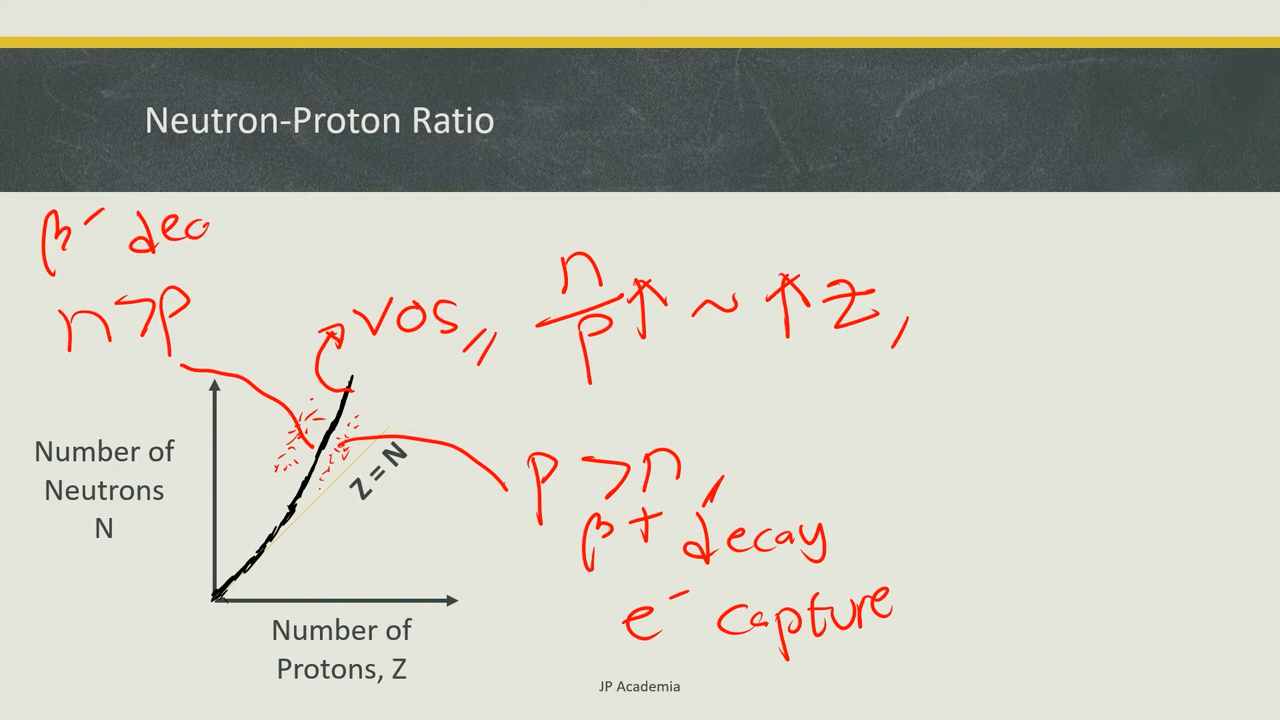 Neutron-Proton Ratio
β- dec
n>p
VOS,, n/p ↑ ~ ↑ Z,
Number of
Neutrons
N
Z = N
p > n,
β+ decay
e- capture
Number of
Protons, Z
JP Academia